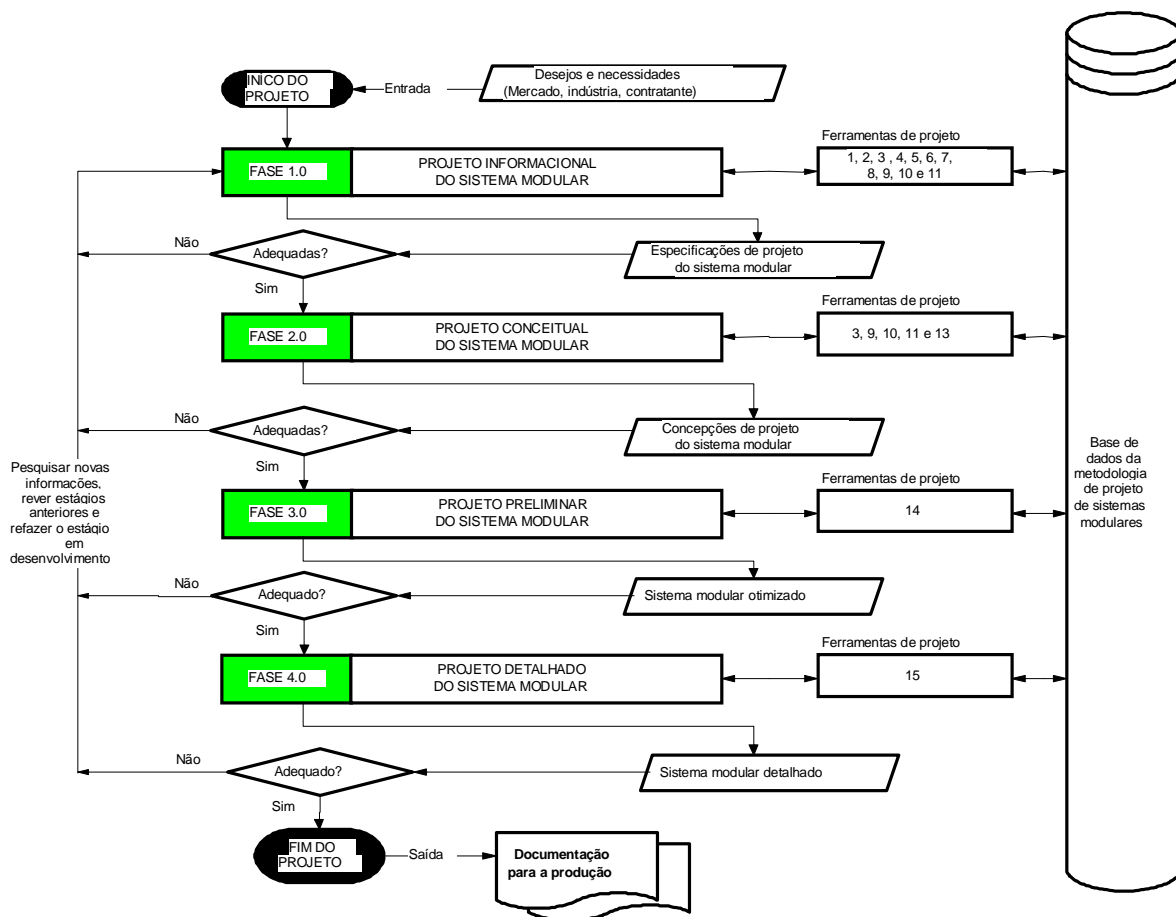 INÍCO DO
PROJETO
Entrada
Desejos e necessidades
(Mercado, indústria, contratante)
Ferramentas de projeto
FASE 1.0
PROJETO INFORMACIONAL
DO SISTEMA MODULAR
1, 2, 3 , 4, 5, 6, 7,
8, 9, 10 e 11
Não
Adequadas?
Especificações de projeto
do sistema modular
Sim
Ferramentas de projeto
FASE 2.0
PROJETO CONCEITUAL
DO SISTEMA MODULAR
3, 9, 10, 11 e 13
Não
Adequadas?
Concepções de projeto
do sistema modular
Sim
Pesquisar novas
informações,
rever estágios
anteriores e
refazer o estágio
em
desenvolvimento
Base de
dados da
metodologia
de projeto
de sistemas
modulares
Ferramentas de projeto
FASE 3.0
PROJETO PRELIMINAR
DO SISTEMA MODULAR
14
Não
Adequado?
Sistema modular otimizado
Sim
Ferramentas de projeto
FASE 4.0
PROJETO DETALHADO
DO SISTEMA MODULAR
15
Não
Adequado?
Sistema modular detalhado
Sim
FIM DO
PROJETO
Saída
Documentação
para a produção